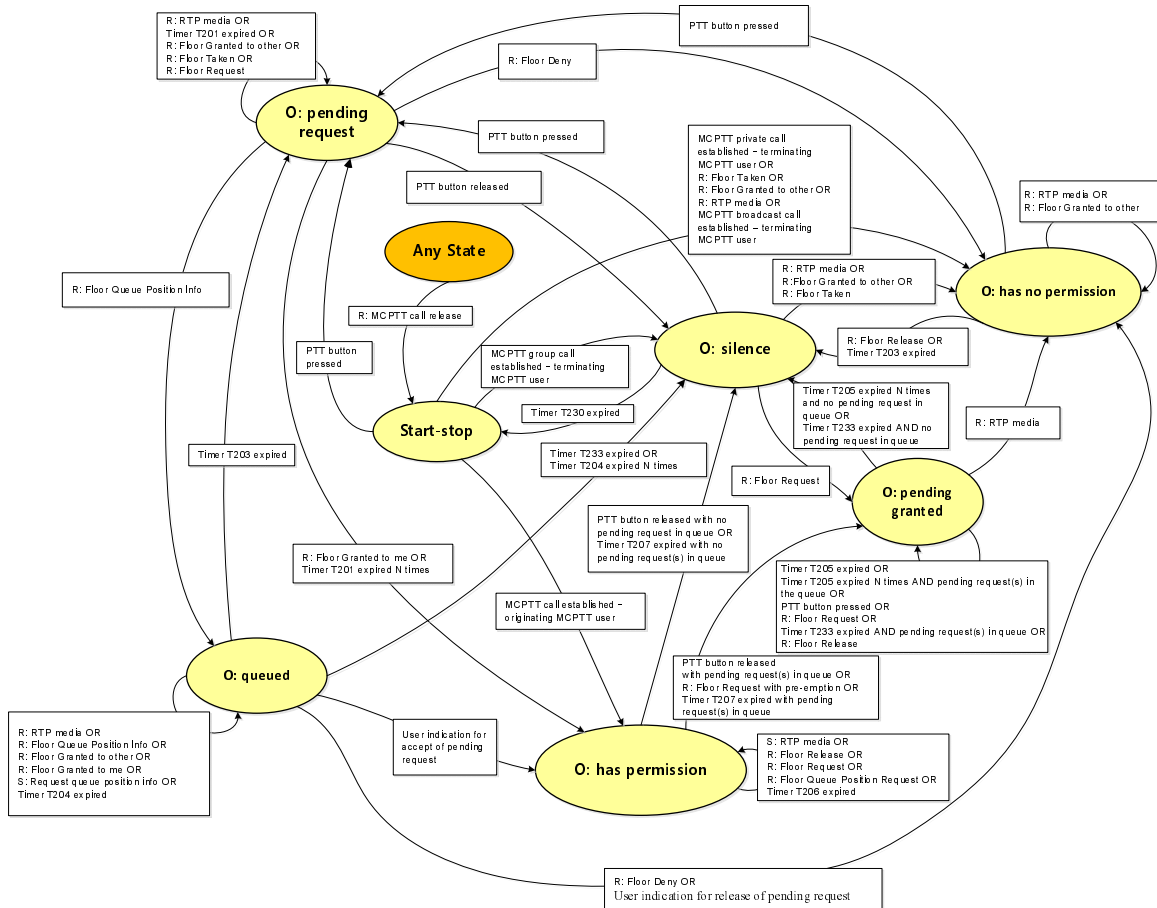 R: RTP media OR
Timer T201 expired OR
R: Floor Granted to other OR
R: Floor Taken OR
R: Floor Request
PTT button pressed
R: Floor Deny
O: pending
request
PTT button pressed
MCPTT private call
established – terminating
MCPTT user OR
R: Floor Taken OR
R: Floor Granted to other OR
R: RTP media OR
MCPTT broadcast call
established – terminating
MCPTT user
PTT button released
R: RTP media OR
R: Floor Granted to other
Any State
R: Floor Queue Position Info
R: RTP media OR
R:Floor Granted to other OR
R: Floor Taken
O: has no permission
R: MCPTT call release
PTT button
pressed
MCPTT group call
established – terminating
MCPTT user
O: silence
R: Floor Release OR
Timer T203 expired
Timer T230 expired
Timer T205 expired N times
and no pending request in
queue OR
Timer T233 expired AND no
pending request in queue
R: RTP media
Start-stop
Timer T203 expired
Timer T233 expired OR
Timer T204 expired N times
R: Floor Request
O: pending
granted
PTT button released with no
pending request in queue OR
Timer T207 expired with no
pending request(s) in queue
R: Floor Granted to me OR
Timer T201 expired N times
Timer T205 expired OR
Timer T205 expired N times AND pending request(s) in
the queue OR
PTT button pressed OR
R: Floor Request OR
Timer T233 expired AND pending request(s) in queue OR
R: Floor Release
MCPTT call established –
originating MCPTT user
O: queued
PTT button released
with pending request(s) in queue OR
R: Floor Request with pre-emption OR
Timer T207 expired with pending
request(s) in queue
R: RTP media OR
R: Floor Queue Position Info OR
R: Floor Granted to other OR
R: Floor Granted to me OR
S: Request queue position info OR
Timer T204 expired
User indication for
accept of pending
request
O: has permission
S: RTP media OR
R: Floor Release OR
R: Floor Request OR
R: Floor Queue Position Request OR
Timer T206 expired
R: Floor Deny OR
User indication for release of pending request